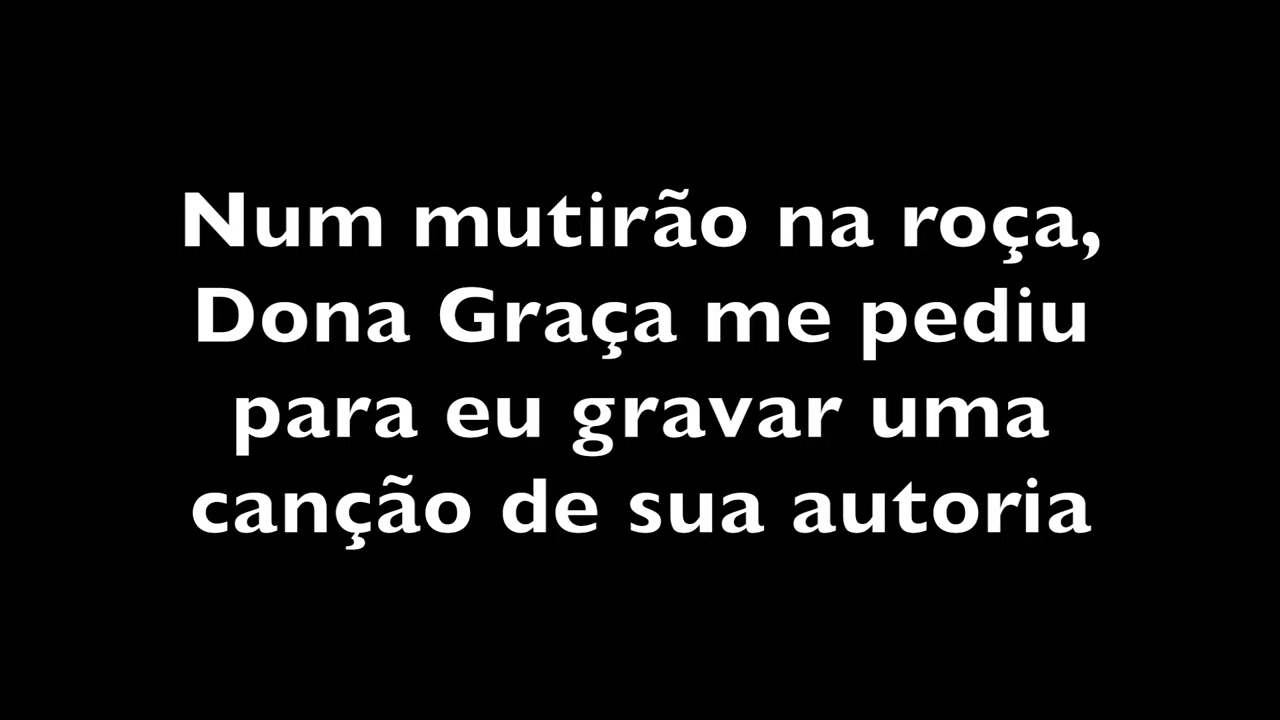 Num mutirão na roça,
Dona Graça me pediu
para eu gravar uma
canção de sua autoria